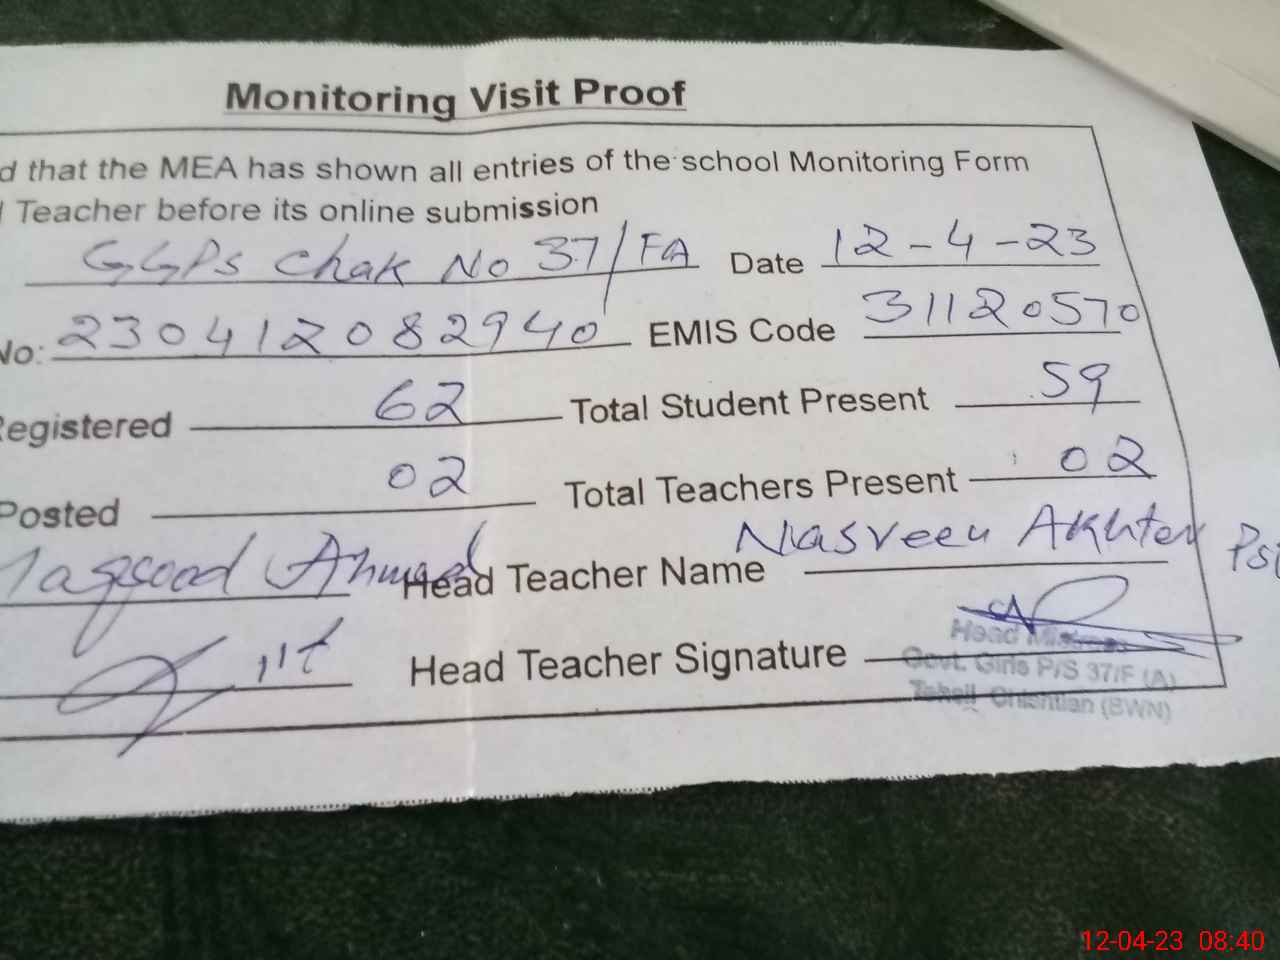 Monitoring Visit Proof
d that the MEA has shown all entries of the school Monitoring Form
Teacher before its online submission
GGPS Chak No 37/FA Date 12-4-23
No: 230412082940 EMIS Code 31120570
Registered 62 Total Student Present 59
Posted 02 Total Teachers Present 02
Maqsood Ahmad Head Teacher Name Nasreen Akhter
Head Teacher Signature
Head Mistress
Govt. Girls P/S 37/F (A)
Tehsil Chishtian (BWN)
12-04-23 08:40